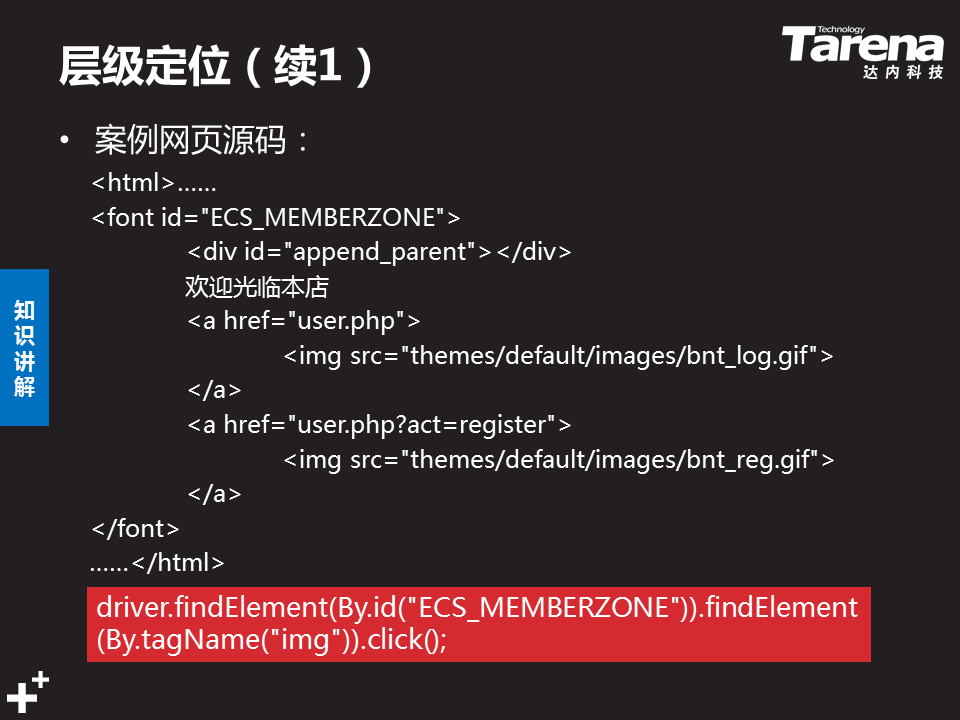 层级定位（续1）
Technology
Tarena
达内科技
• 案例网页源码：
<html>……
<font id="ECS_MEMBERZONE">
<div id="append_parent"></div>
欢迎光临本店
<a href="user.php">
<img src="themes/default/images/bnt_log.gif">
</a>
<a href="user.php?act=register">
<img src="themes/default/images/bnt_reg.gif">
</a>
</font>
……</html>
driver.findElement(By.id("ECS_MEMBERZONE")).findElement
(By.tagName("img")).click();
知
识
讲
解